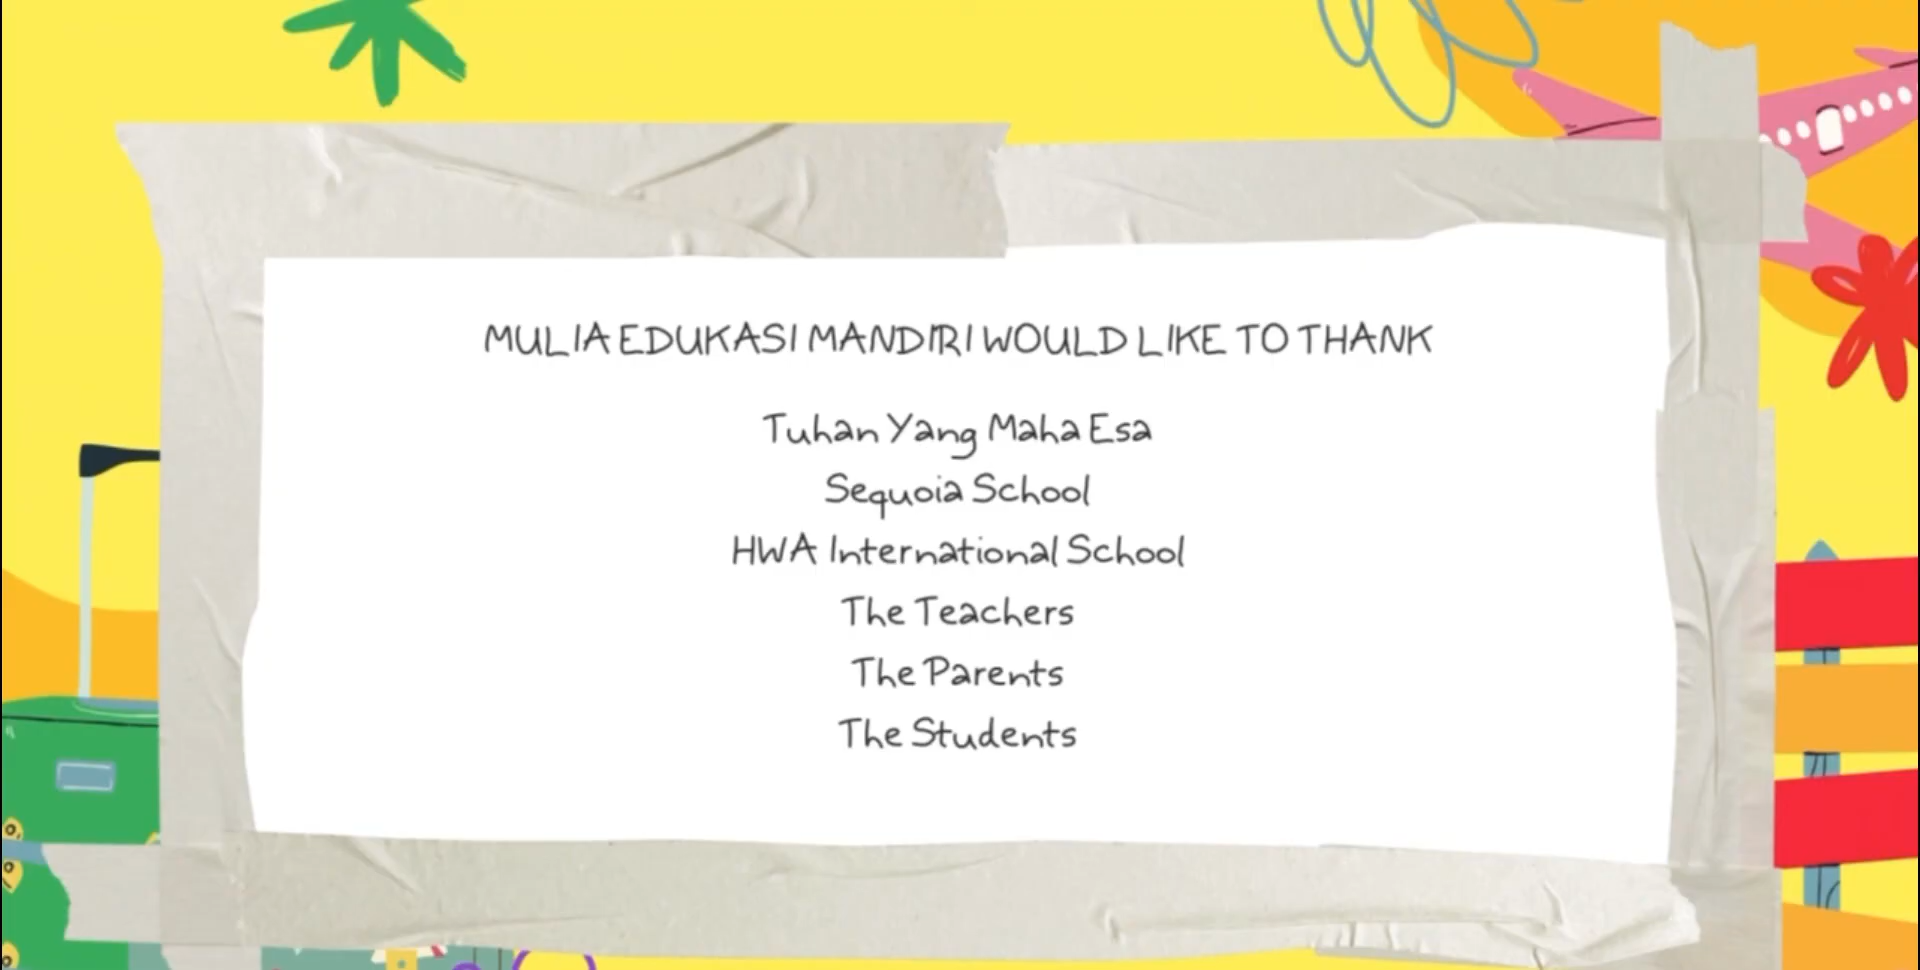 MULIA EDUKASI MANDIRI WOULD LIKE TO THANK
Tuhan Yang Maha Esa
Sequoia School
HWA International School
The Teachers
The Parents
The Students